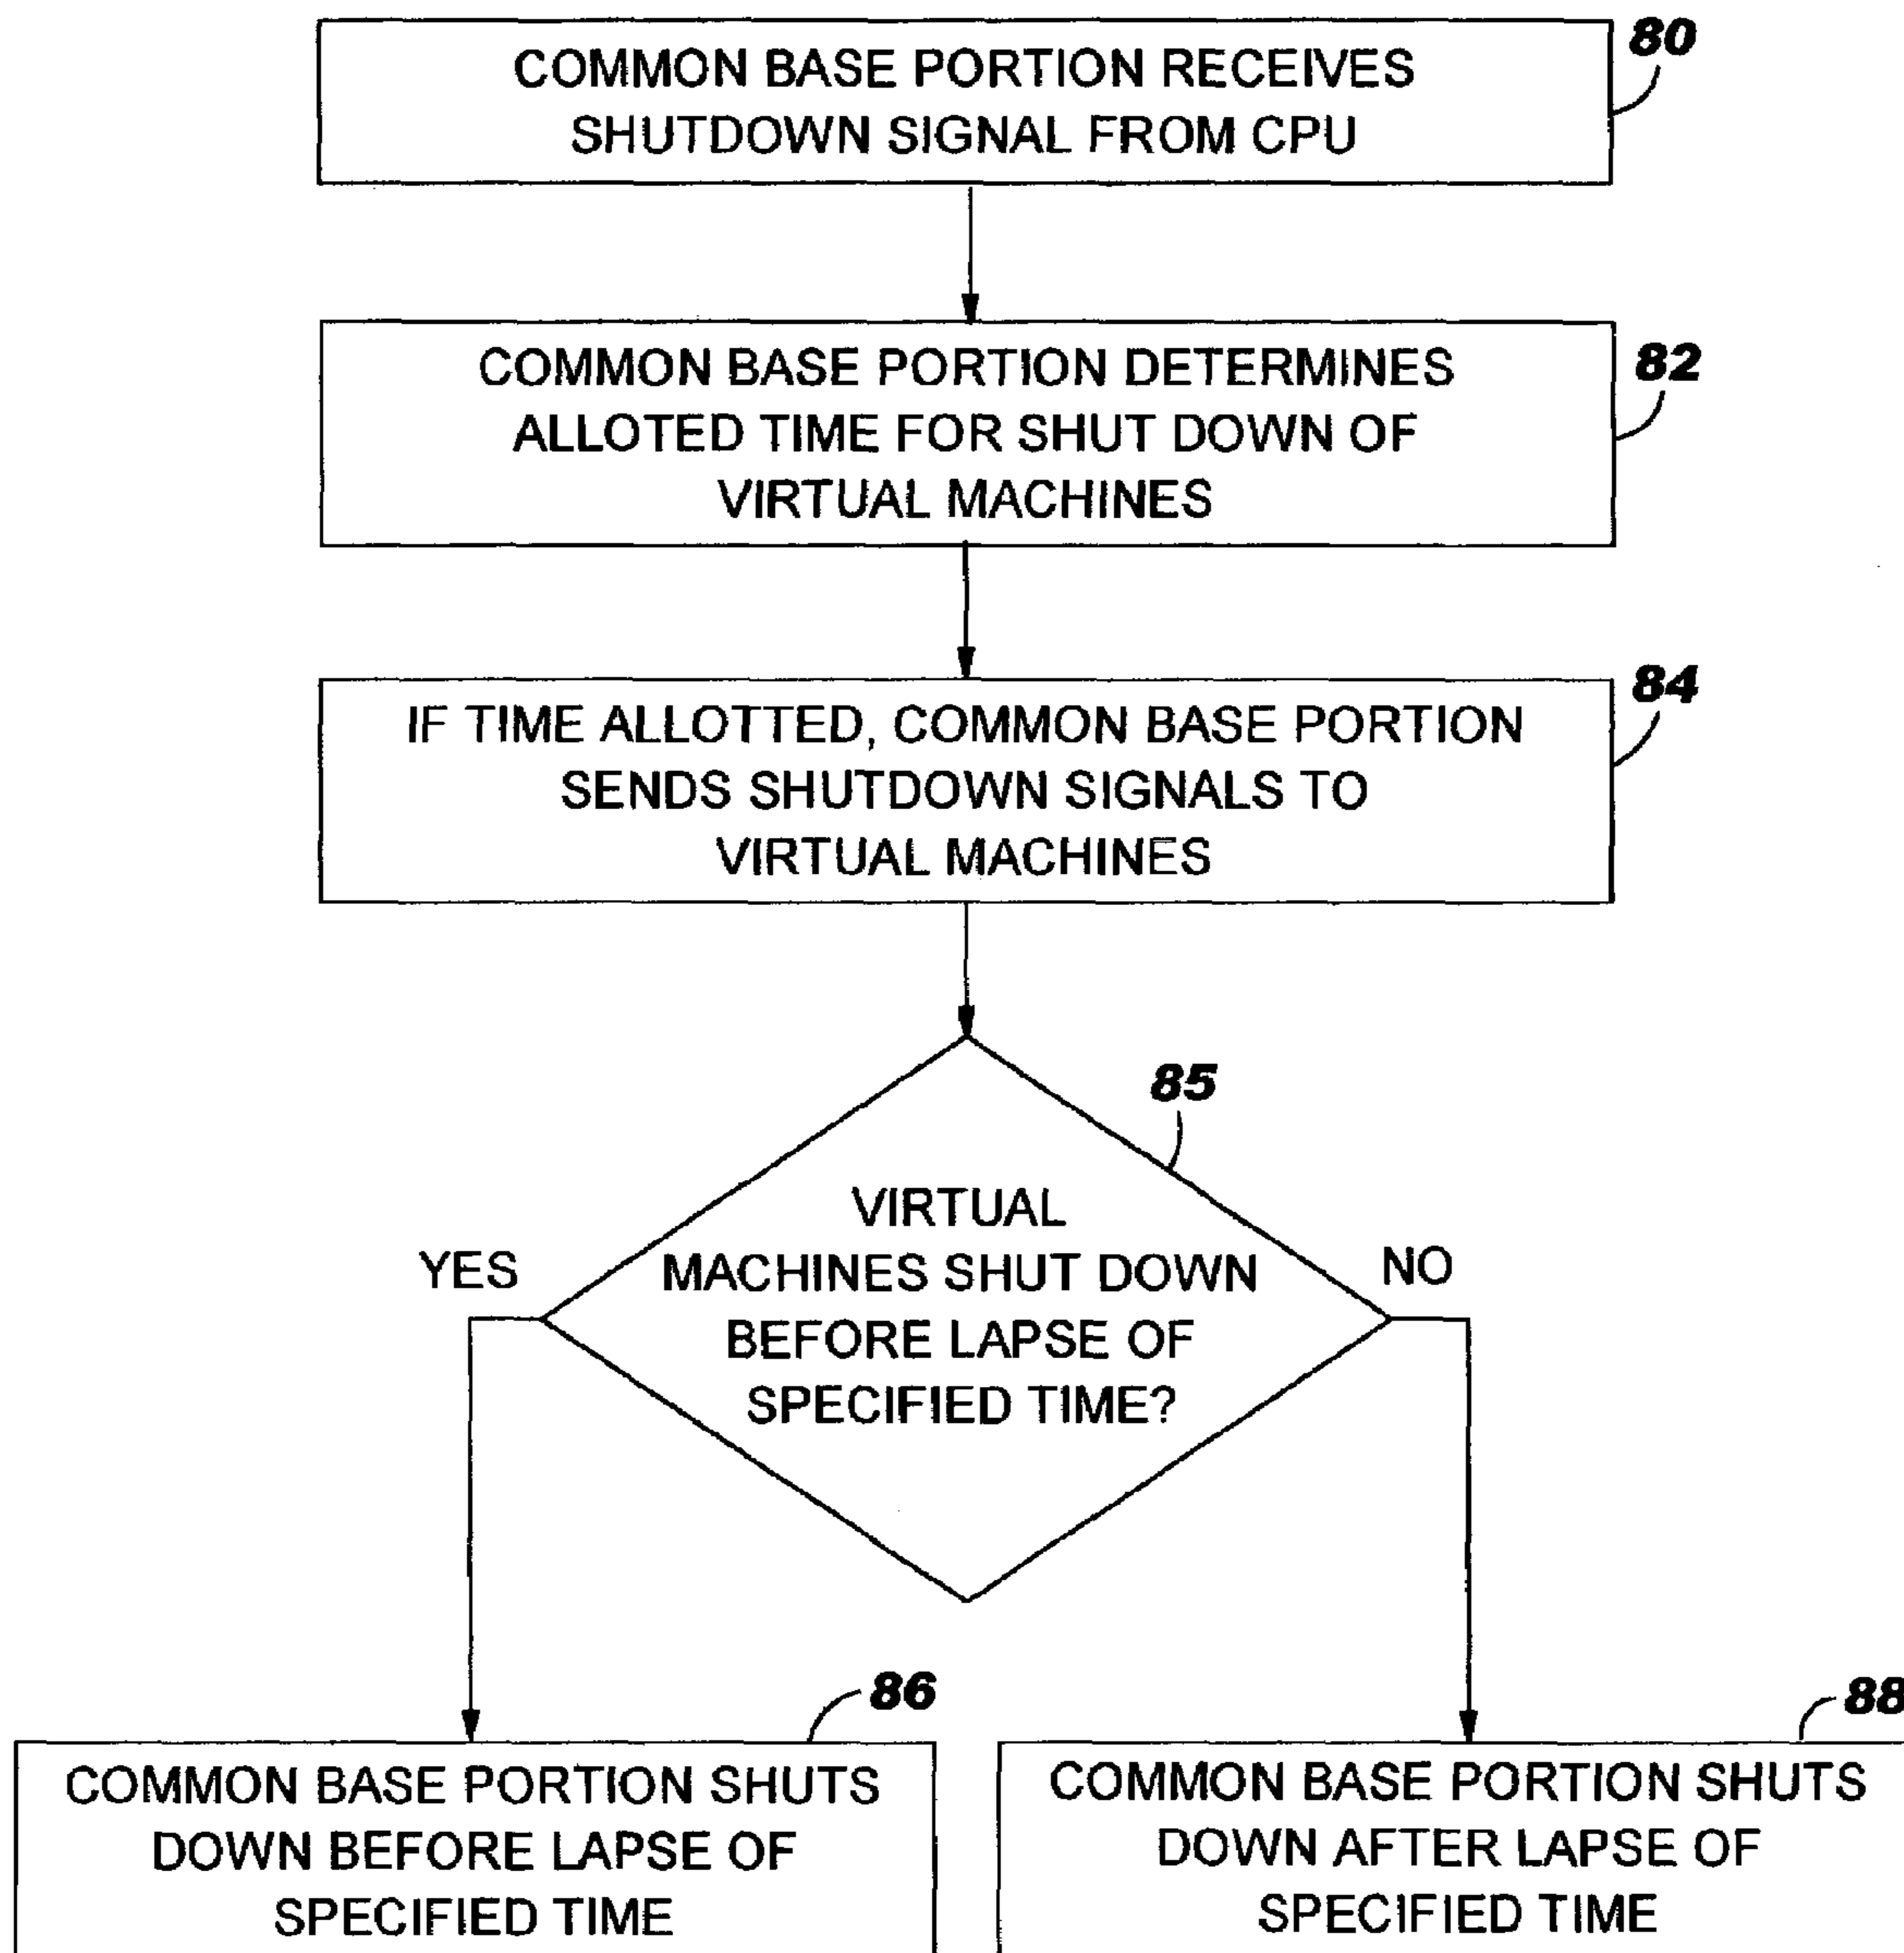 COMMON BASE PORTION RECEIVES
SHUTDOWN SIGNAL FROM CPU
80
COMMON BASE PORTION DETERMINES
ALLOTED TIME FOR SHUT DOWN OF
VIRTUAL MACHINES
82
IF TIME ALLOTTED, COMMON BASE PORTION
SENDS SHUTDOWN SIGNALS TO
VIRTUAL MACHINES
84
85
VIRTUAL
MACHINES SHUT DOWN
BEFORE LAPSE OF
SPECIFIED TIME?
YES
NO
86
COMMON BASE PORTION SHUTS
DOWN BEFORE LAPSE OF
SPECIFIED TIME
88
COMMON BASE PORTION SHUTS
DOWN AFTER LAPSE OF
SPECIFIED TIME